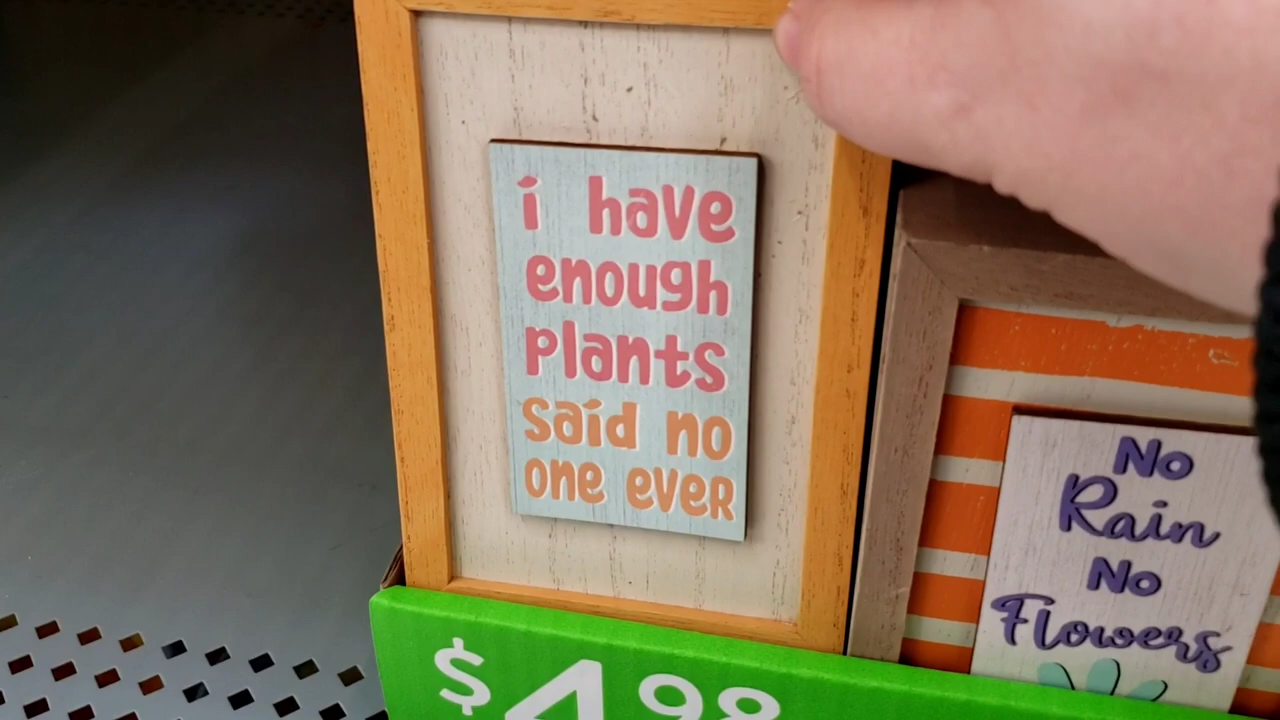 i have
enough
plants
said no
one ever
No
Rain
No
Flowers
$4.98